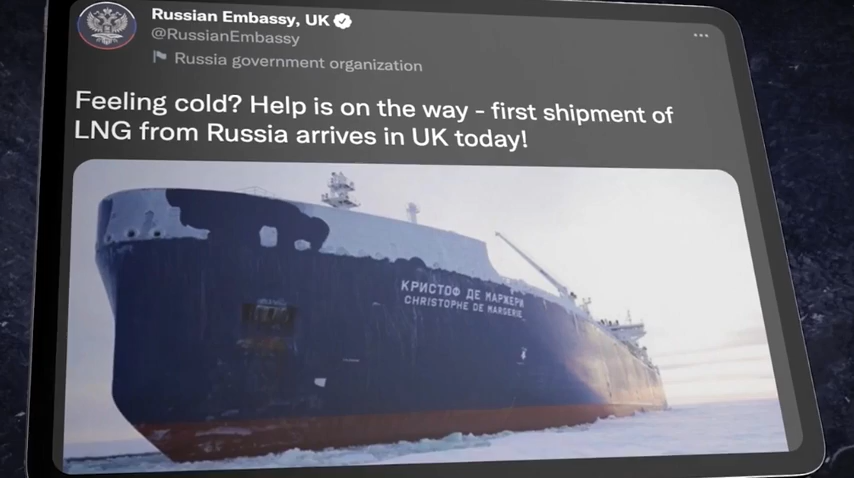 Russian Embassy, UK
@RussianEmbassy
Russia government organization
Feeling cold? Help is on the way - first shipment of
LNG from Russia arrives in UK today!
КРИСТОФ ДЕ МАРЖЕРИ
CHRISTOPHE DE MARGERIE